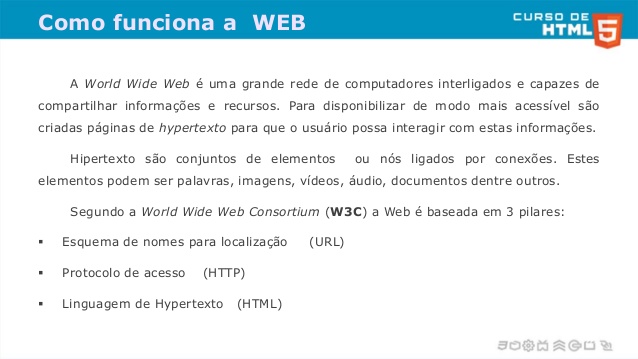 Como funciona a WEB
CURSO DE
HTML 5
A World Wide Web é uma grande rede de computadores interligados e capazes de
compartilhar informações e recursos. Para disponibilizar de modo mais acessível são
criadas páginas de hypertexto para que o usuário possa interagir com estas informações.
Hipertexto são conjuntos de elementos ou nós ligados por conexões. Estes
elementos podem ser palavras, imagens, vídeos, áudio, documentos dentre outros.
Segundo a World Wide Web Consortium (W3C) a Web é baseada em 3 pilares:
▪ Esquema de nomes para localização (URL)
▪ Protocolo de acesso (HTTP)
▪ Linguagem de Hypertexto (HTML)